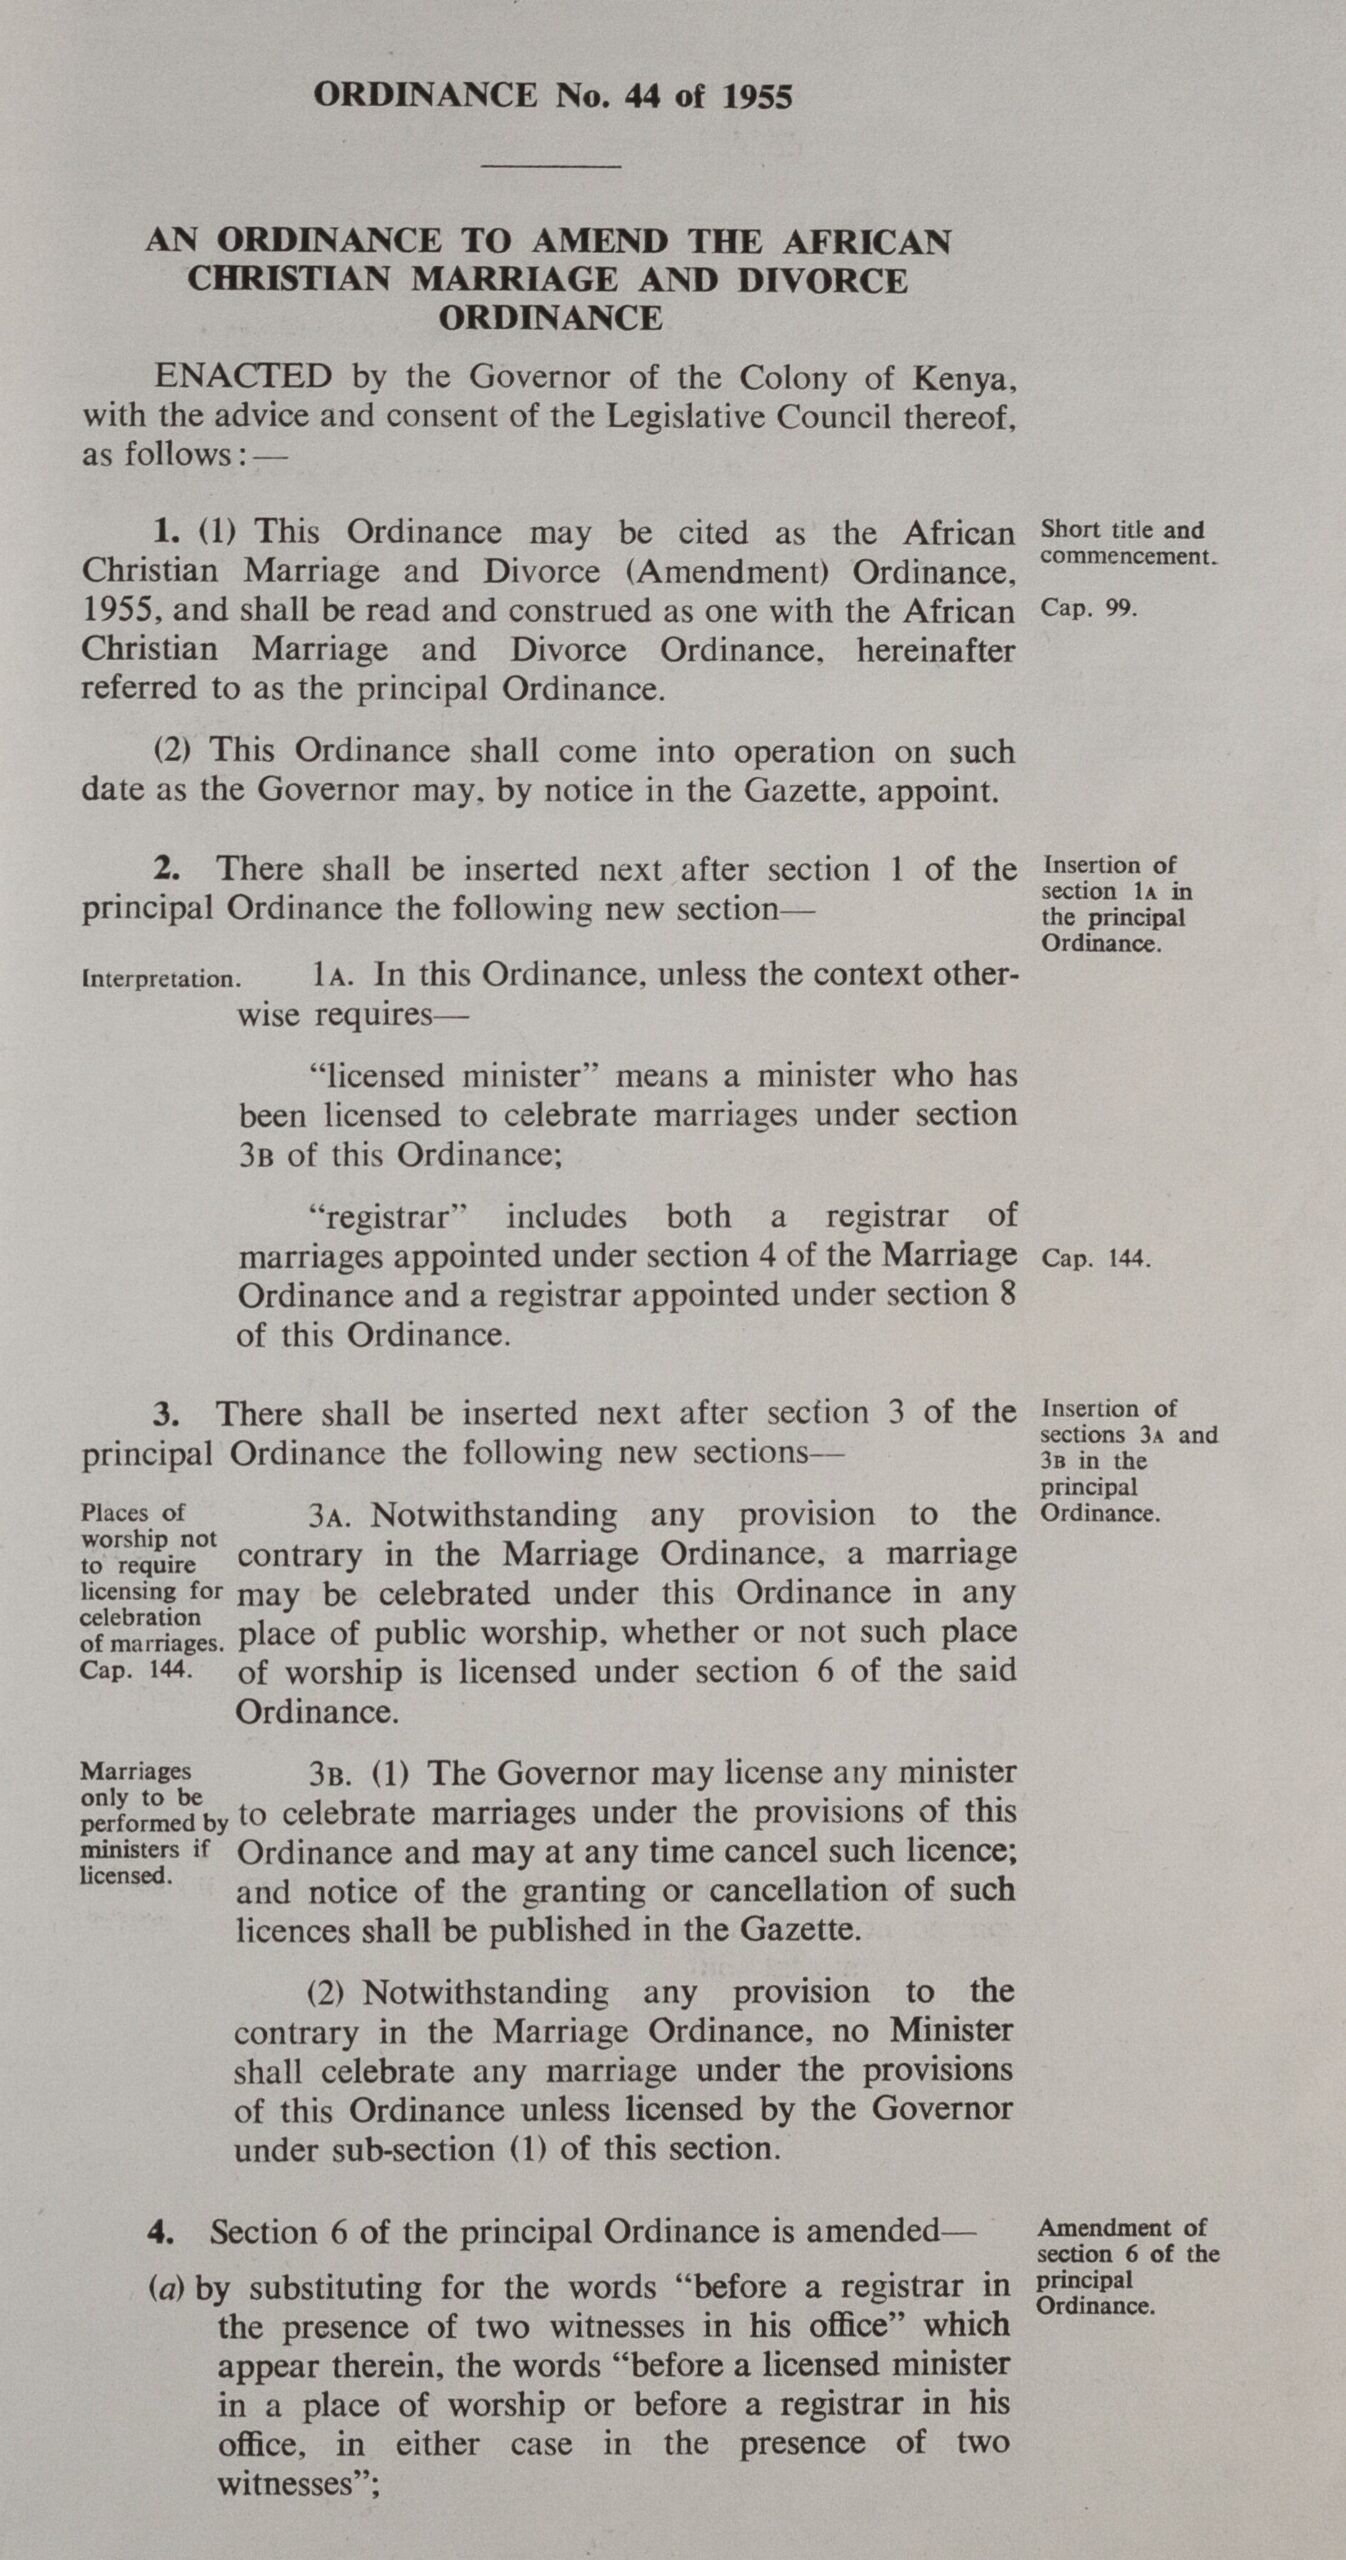 ORDINANCE No. 44 of 1955
AN ORDINANCE TO AMEND THE AFRICAN
CHRISTIAN MARRIAGE AND DIVORCE
ORDINANCE
ENACTED by the Governor of the Colony of Kenya,
with the advice and consent of the Legislative Council thereof,
as follows:—
1. (1) This Ordinance may be cited as the African
Christian Marriage and Divorce (Amendment) Ordinance,
1955, and shall be read and construed as one with the African
Christian Marriage and Divorce Ordinance, hereinafter
referred to as the principal Ordinance.
Short title and
commencement.
Cap. 99.
(2) This Ordinance shall come into operation on such
date as the Governor may, by notice in the Gazette, appoint.
2. There shall be inserted next after section 1 of the
principal Ordinance the following new section—
Insertion of
section 1A in
the principal
Ordinance.
Interpretation.
1A. In this Ordinance, unless the context other-
wise requires—
“licensed minister” means a minister who has
been licensed to celebrate marriages under section
3B of this Ordinance;
“registrar” includes both a registrar of
marriages appointed under section 4 of the Marriage
Ordinance and a registrar appointed under section 8
of this Ordinance.
Cap. 144.
3. There shall be inserted next after section 3 of the
principal Ordinance the following new sections—
Insertion of
sections 3A and
3B in the
principal
Ordinance.
Places of
worship not
to require
licensing for
celebration
of marriages.
Cap. 144.
3A. Notwithstanding any provision to the
contrary in the Marriage Ordinance, a marriage
may be celebrated under this Ordinance in any
place of public worship, whether or not such place
of worship is licensed under section 6 of the said
Ordinance.
Marriages
only to be
performed by
ministers if
licensed.
3B. (1) The Governor may license any minister
to celebrate marriages under the provisions of this
Ordinance and may at any time cancel such licence;
and notice of the granting or cancellation of such
licences shall be published in the Gazette.
(2) Notwithstanding any provision to the
contrary in the Marriage Ordinance, no Minister
shall celebrate any marriage under the provisions
of this Ordinance unless licensed by the Governor
under sub-section (1) of this section.
4. Section 6 of the principal Ordinance is amended—
Amendment of
section 6 of the
principal
Ordinance.
(a) by substituting for the words “before a registrar in
the presence of two witnesses in his office” which
appear therein, the words “before a licensed minister
in a place of worship or before a registrar in his
office, in either case in the presence of two
witnesses”;